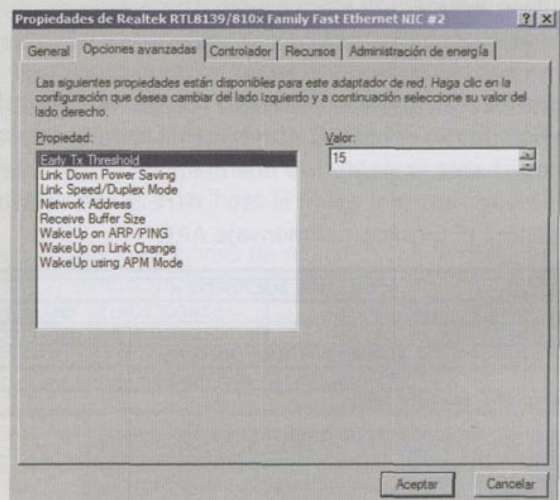 Propiedades de Realtek RTL8139/810x Family Fast Ethernet NIC #2
General Opciones avanzadas Controlador Recursos Administración de energía
Las siguientes propiedades están disponibles para este adaptador de red. Haga clic en la
configuración que desea cambiar del lado izquierdo y a continuación seleccione su valor del
lado derecho.
Propiedad:
Early Tx Threshold
Link Down Power Saving
Link Speed/Duplex Mode
Network Address
Receive Buffer Size
WakeUp on ARP/PING
WakeUp on Link Change
WakeUp using APM Mode
Valor:
15
Aceptar Cancelar